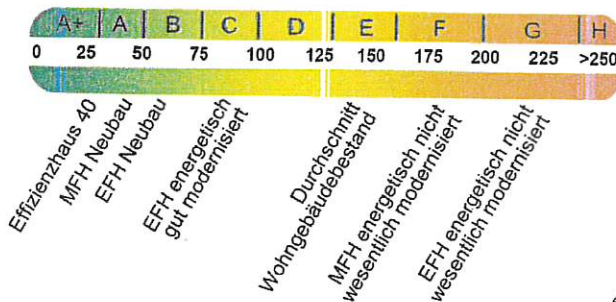 A+ A B C D E F G H
0 25 50 75 100 125 150 175 200 225 >250
Effizienzhaus 40
MFH Neubau
EFH Neubau
EFH energetisch
gut modernisiert
Durchschnitt
Wohngebäudebestand
MFH energetisch nicht
wesentlich modernisiert
EFH energetisch nicht
wesentlich modernisiert